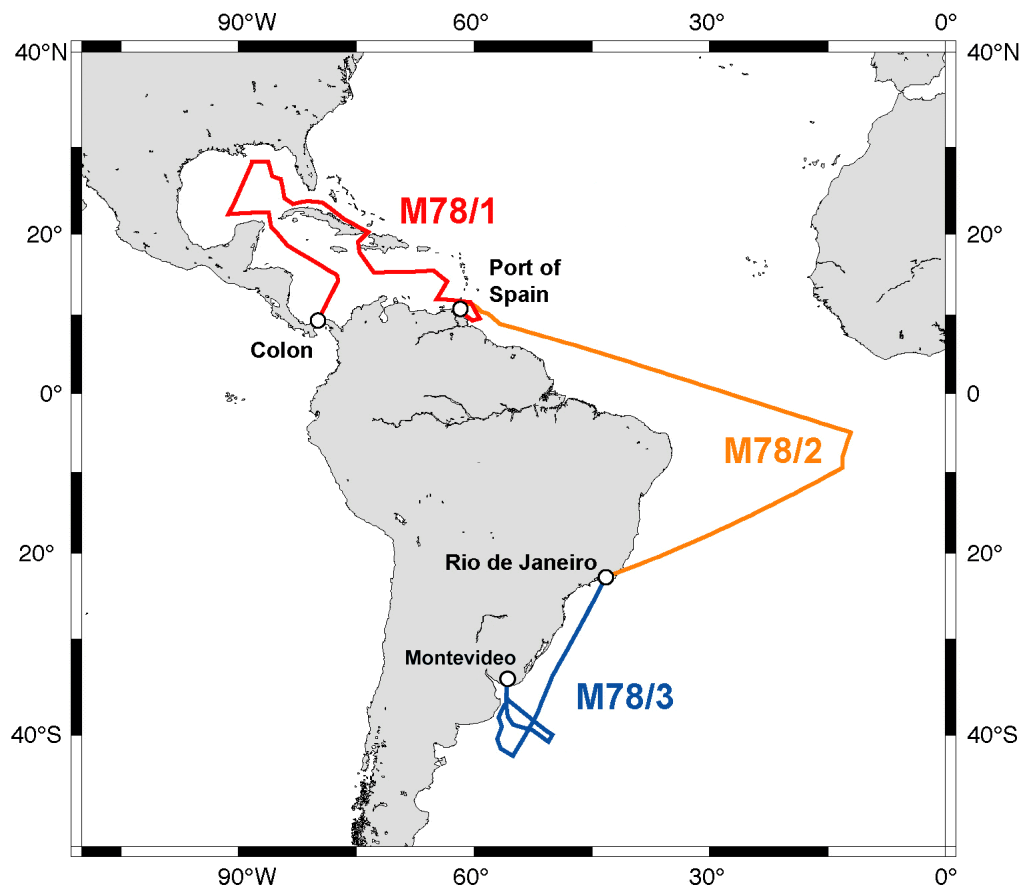 90°W 60° 30° 0°
40°N 40°N
M78/1
20° 20°
Port of
Spain
Colon
0° 0
M78/2
20° 20°
Rio de Janeiro
Montevideo
M78/3
40°S 40°S
90°W 60° 30° 0°